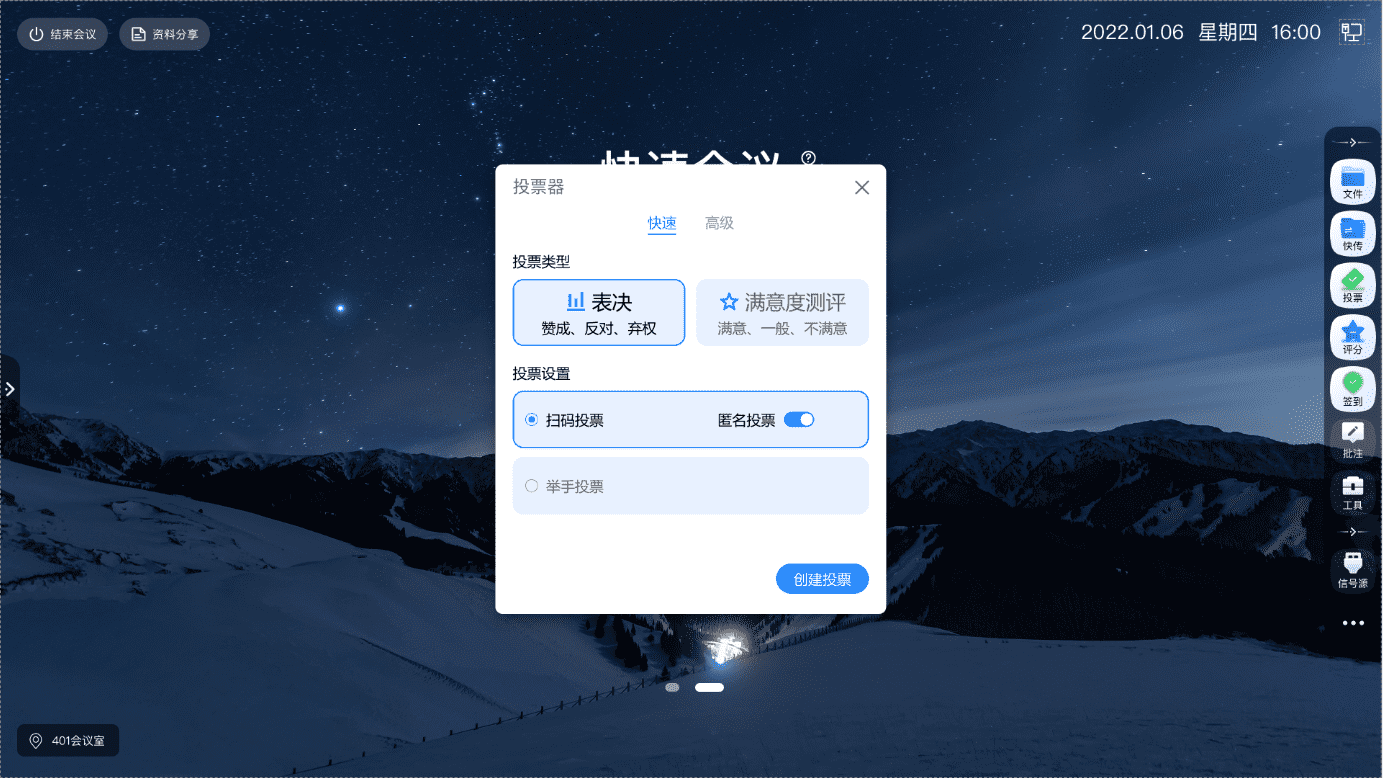 结束会议
资料分享
2022.01.06 星期四 16:00
快速会议
投票器
快速 高级
投票类型
表决
赞成、反对、弃权
满意度测评
满意、一般、不满意
投票设置
扫码投票 匿名投票
举手投票
创建投票
文件
快传
投票
评分
签到
批注
工具
信号源
401会议室